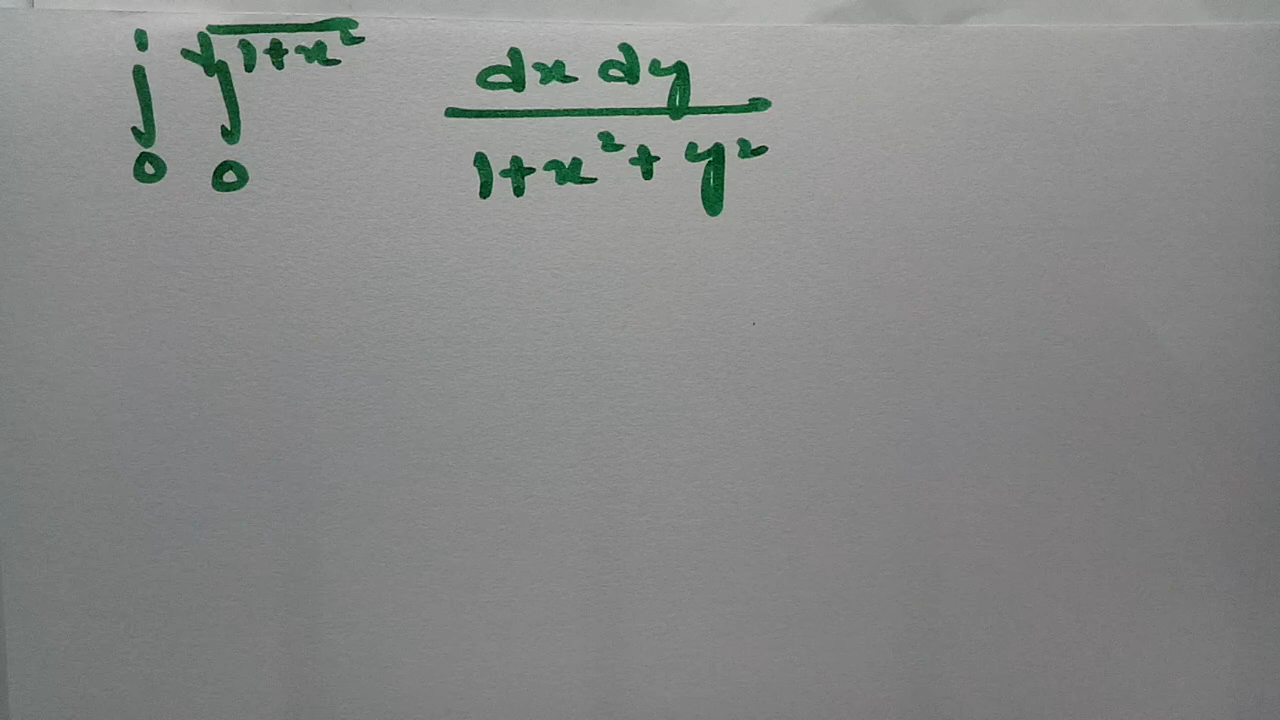 ∫₀¹ ∫₀^√(1+x²) dx dy / (1+x²+y²)